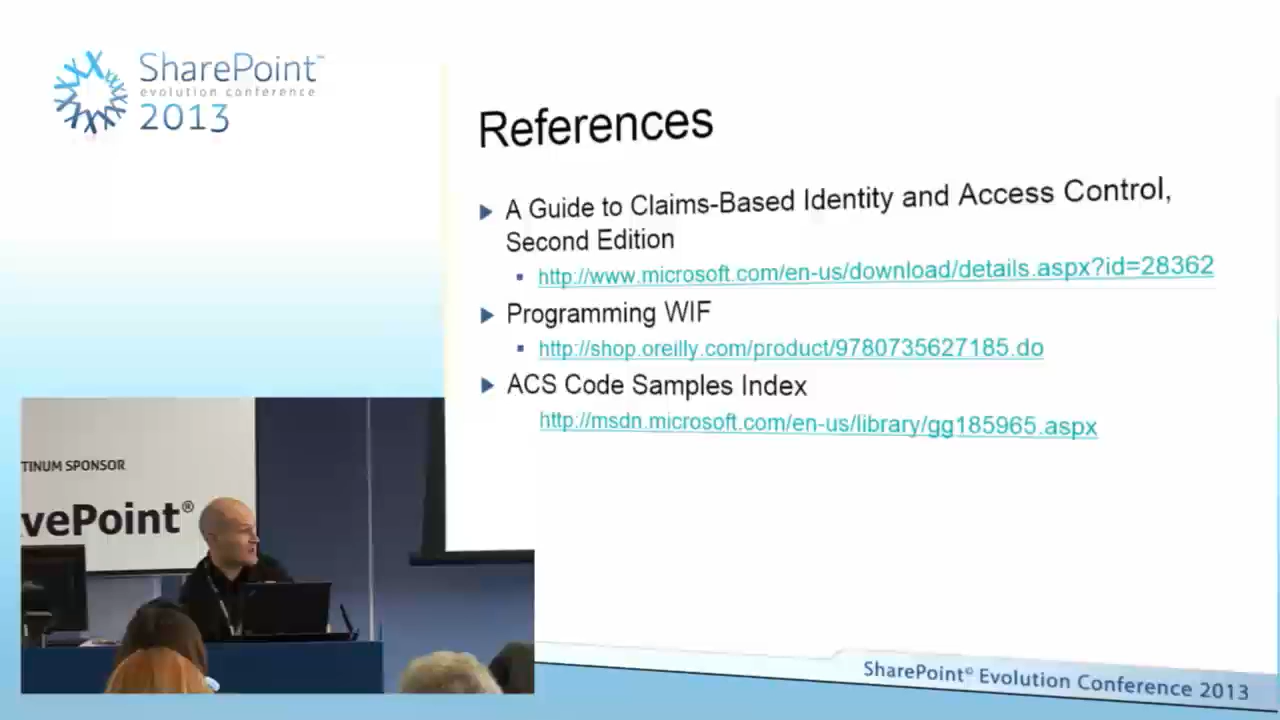 SharePoint™
evolution conference
2013
References
A Guide to Claims-Based Identity and Access Control,
Second Edition
http://www.microsoft.com/en-us/download/details.aspx?id=28362
Programming WIF
http://shop.oreilly.com/product/9780735627185.do
ACS Code Samples Index
http://msdn.microsoft.com/en-us/library/gg185965.aspx
TINUM SPONSOR
vePoint®
SharePoint® Evolution Conference 2013